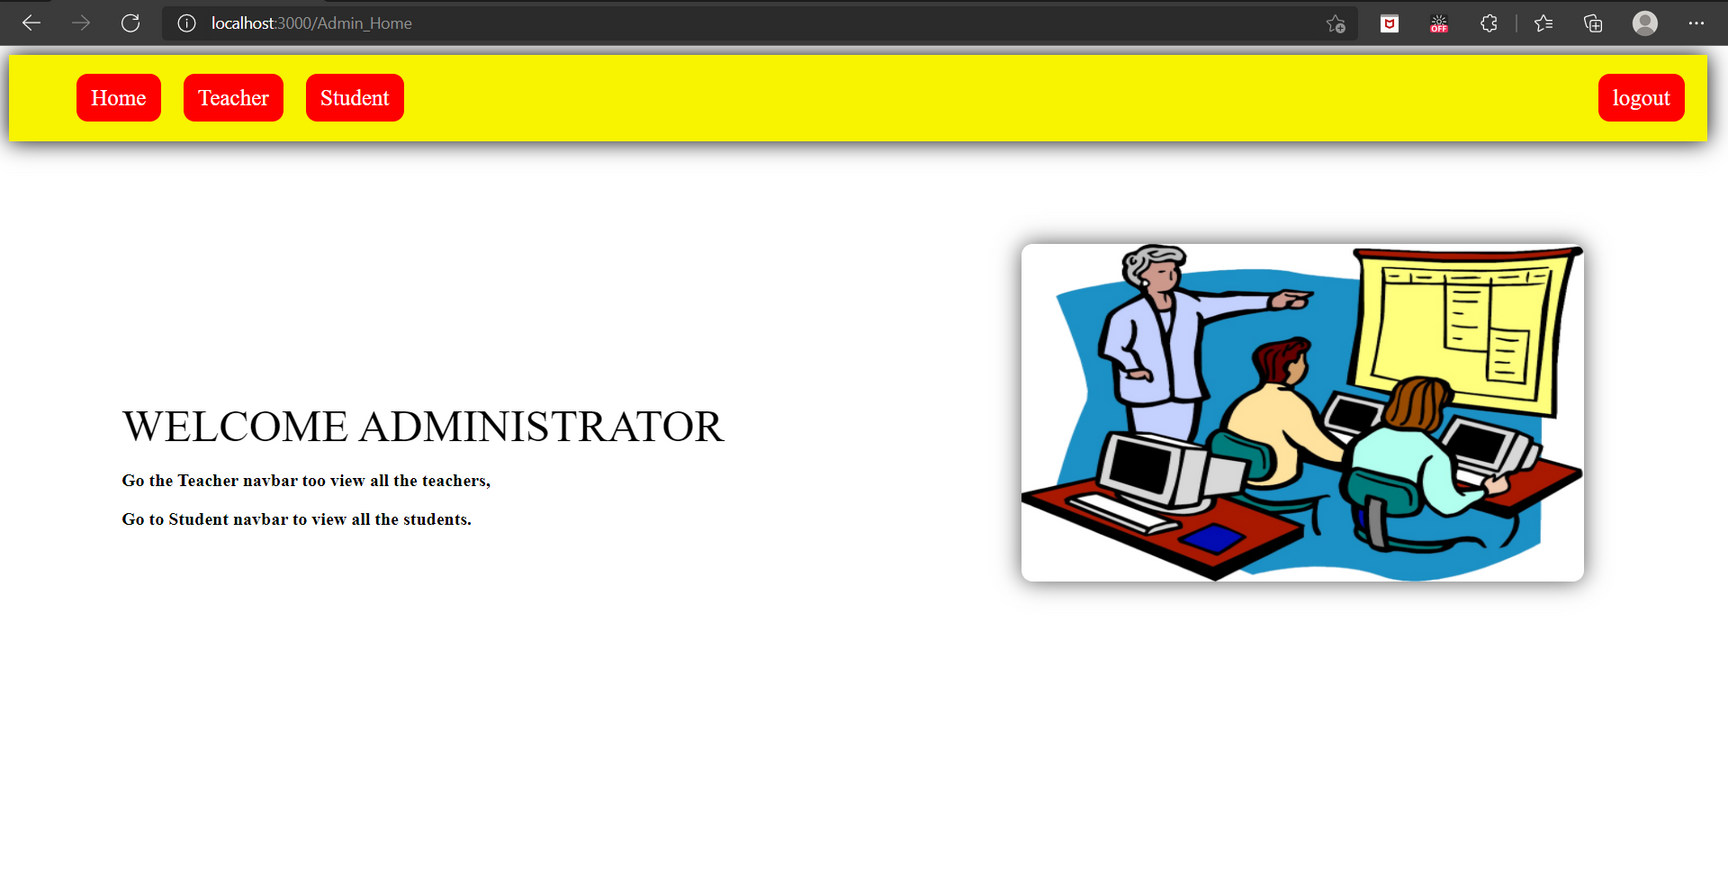 localhost:3000/Admin_Home
OFF
Home Teacher Student logout
WELCOME ADMINISTRATOR
Go the Teacher navbar too view all the teachers,
Go to Student navbar to view all the students.